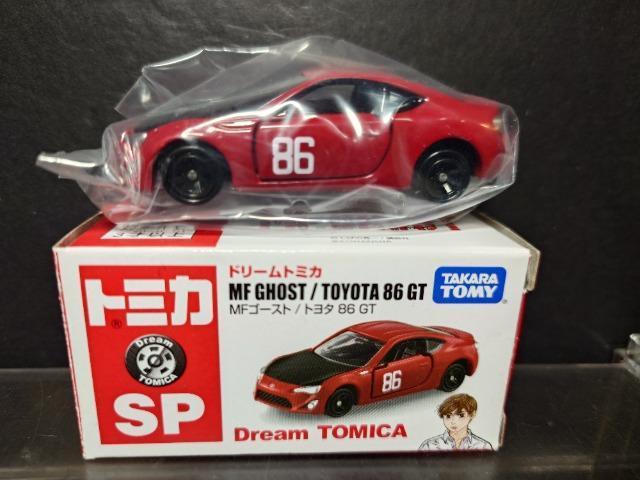 86
トミカ®
Dream
TOMICA
SP
ドリームトミカ
MF GHOST / TOYOTA 86 GT
MFゴースト / トヨタ 86 GT
TAKARA
TOMY
86
Dream TOMICA